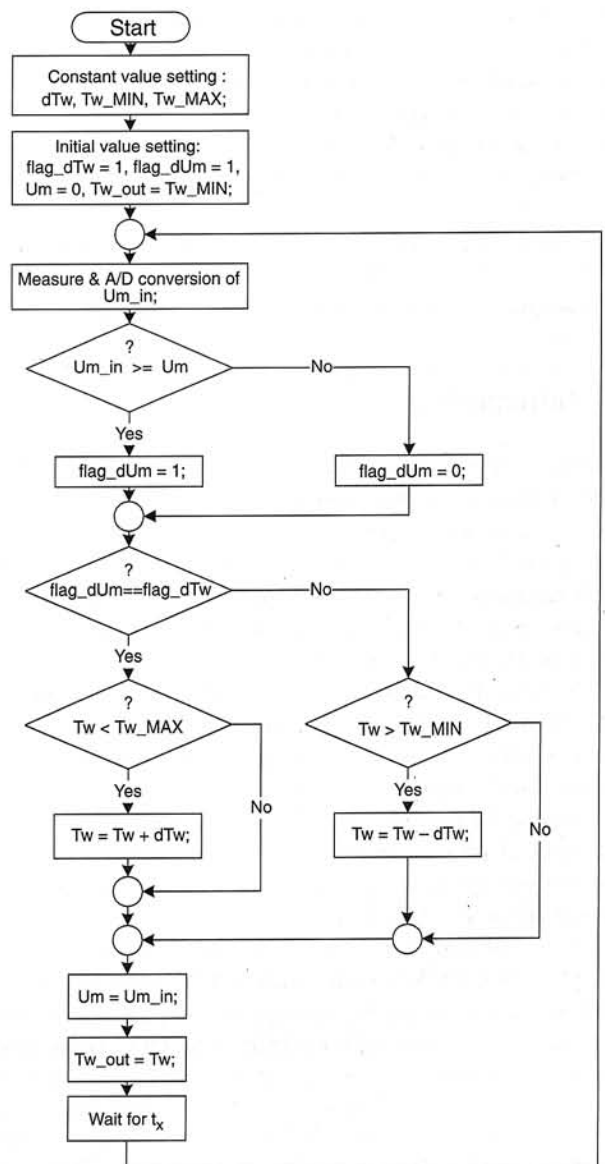 Start
Constant value setting :
dTw, Tw_MIN, Tw_MAX;
Initial value setting:
flag_dTw = 1, flag_dUm = 1,
Um = 0, Tw_out = Tw_MIN;
Measure & A/D conversion of
Um_in;
?
Um_in >= Um
No
Yes
flag_dUm = 1;
flag_dUm = 0;
?
flag_dUm==flag_dTw
No
Yes
?
Tw < Tw_MAX
?
Tw > Tw_MIN
Yes
No
Yes
No
Tw = Tw + dTw;
Tw = Tw – dTw;
Um = Um_in;
Tw_out = Tw;
Wait for tx